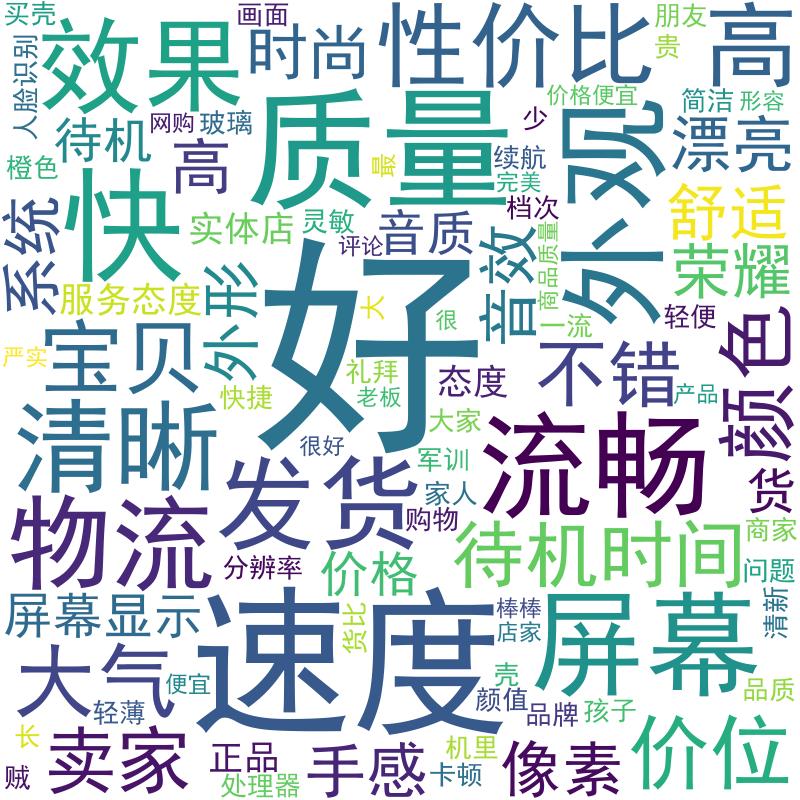 买壳
画面
朋友
贵
高
效果
时尚
性价比
人脸识别
价格便宜
简洁
形容
质量
外观
待机
网购
玻璃
高
少
最
续航
完美
漂亮
橙色
快
实体店
灵敏
音质
档次
舒适
系统
评论
音效
商品质量
荣耀
服务态度
外形
好
大
很
一流
轻便
严实
宝贝
快捷
礼拜
老板
态度
不错
产品
颜色
清晰
很好
大家
流畅
发货
军训
家人
货
物流
购物
分辨率
价格
待机时间
商家
问题
屏幕显示
速度
货比
棒棒
店家
屏幕
清新
大气
便宜
轻薄
壳
颜值
品牌
孩子
品质
长
卖家
正品
手感
机里
像素
价位
贼
处理器
卡顿